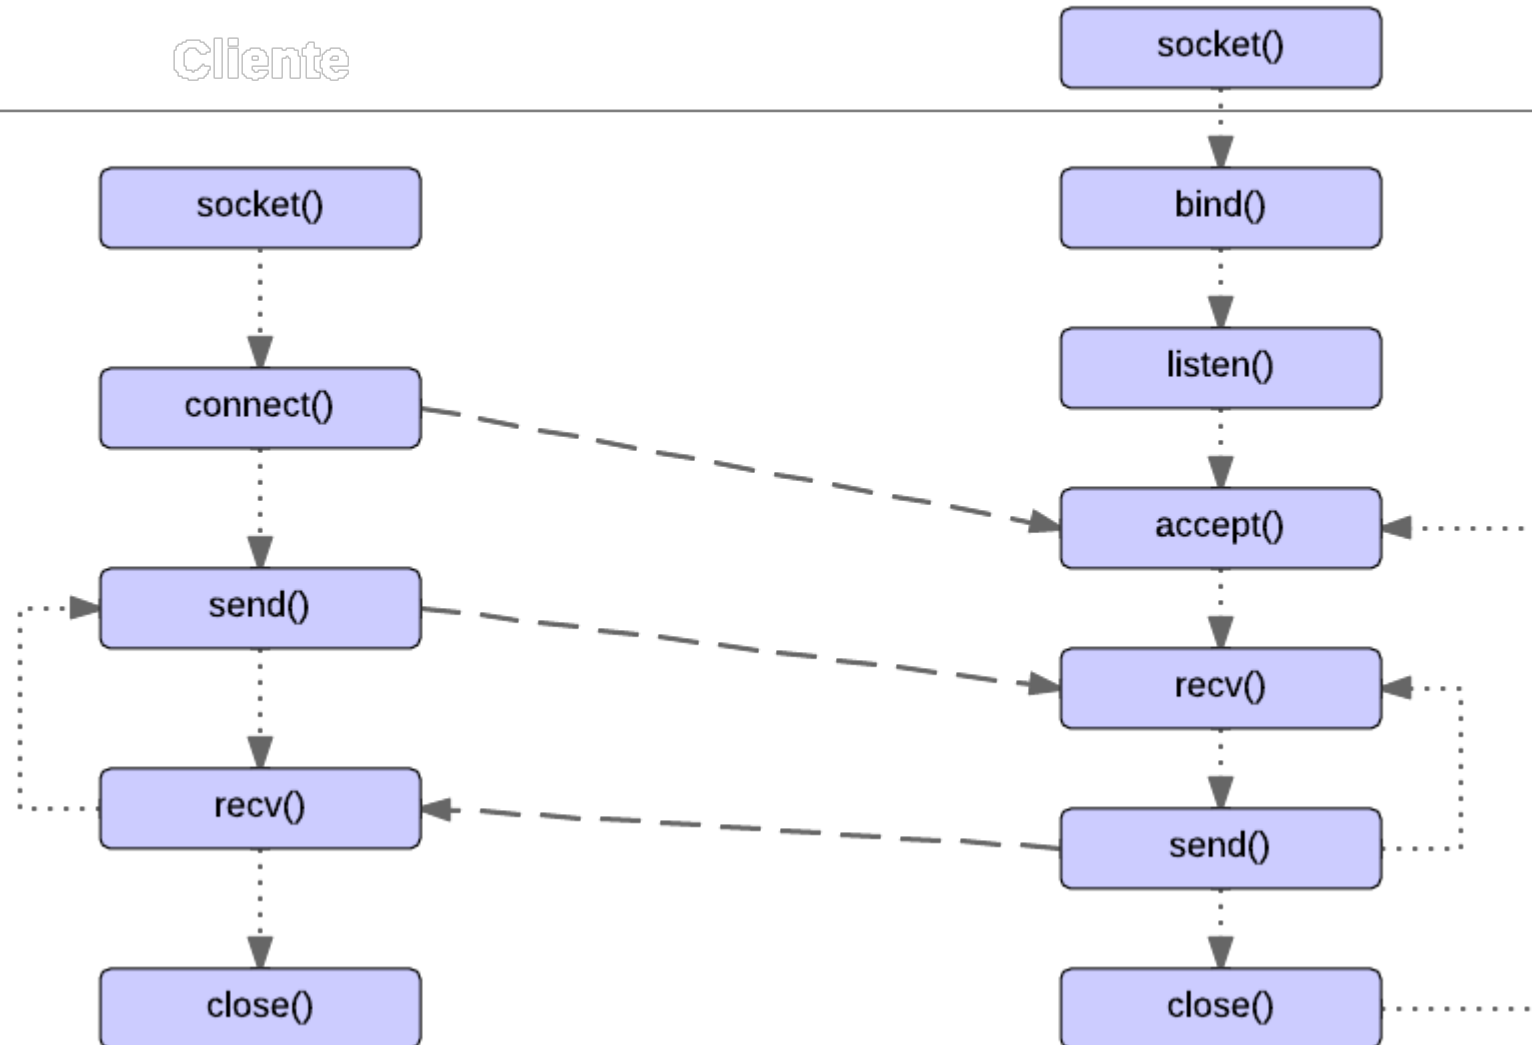 Cliente
socket()
connect()
send()
recv()
close()
socket()
bind()
listen()
accept()
recv()
send()
close()